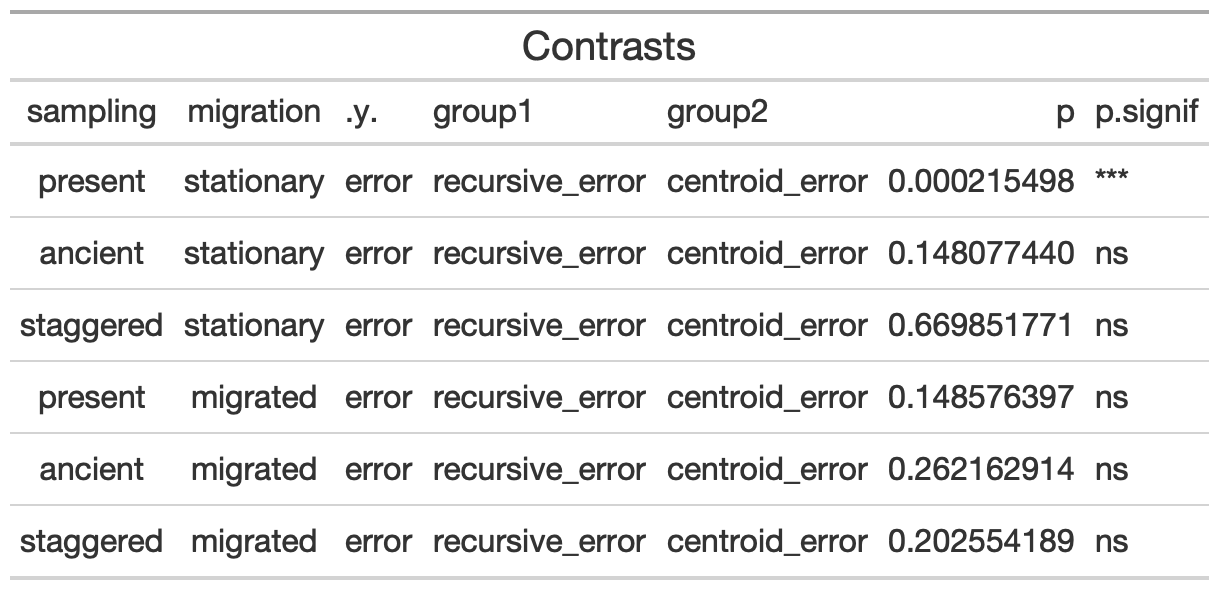 Contrasts
sampling migration .y. group1 group2 p p.signif
present stationary error recursive_error centroid_error 0.000215498 ***
ancient stationary error recursive_error centroid_error 0.148077440 ns
staggered stationary error recursive_error centroid_error 0.669851771 ns
present migrated error recursive_error centroid_error 0.148576397 ns
ancient migrated error recursive_error centroid_error 0.262162914 ns
staggered migrated error recursive_error centroid_error 0.202554189 ns